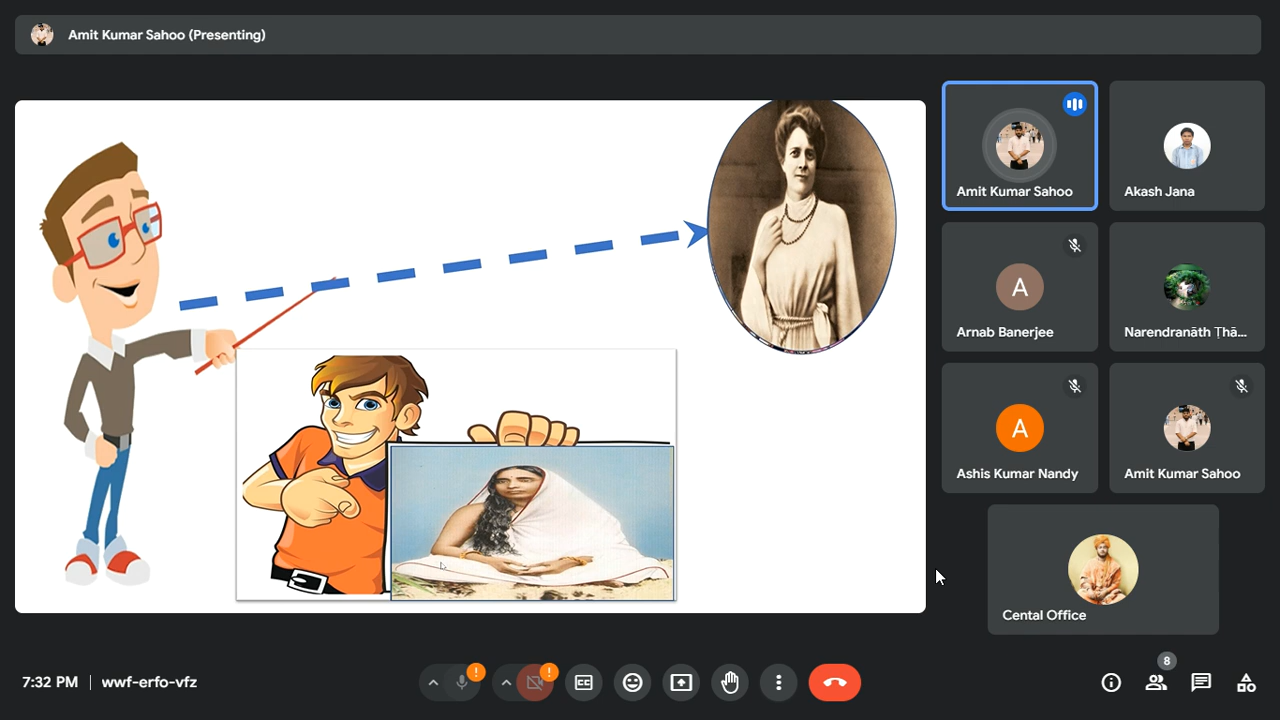 Amit Kumar Sahoo (Presenting)
Amit Kumar Sahoo
Akash Jana
A
Arnab Banerjee
Narendranāth Ṭhā...
A
Ashis Kumar Nandy
Amit Kumar Sahoo
Cental Office
7:32 PM | wwf-erfo-vfz
8